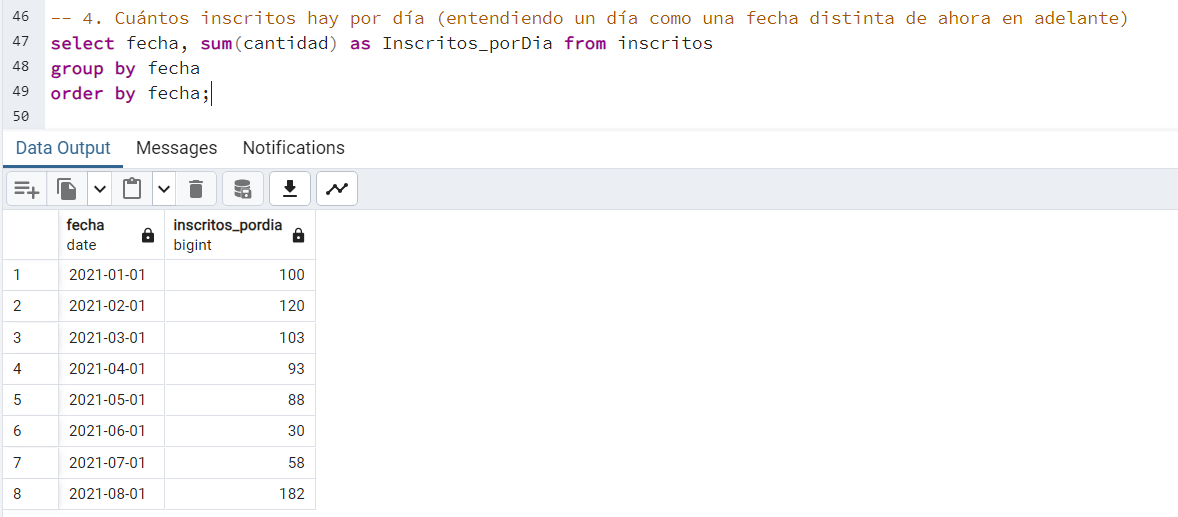 46 -- 4. Cuántos inscritos hay por día (entendiendo un día como una fecha distinta de ahora en adelante)
47 select fecha, sum(cantidad) as Inscritos_porDia from inscritos
48 group by fecha
49 order by fecha;
50
Data Output Messages Notifications
fecha inscritos_pordia
date bigint
1 2021-01-01 100
2 2021-02-01 120
3 2021-03-01 103
4 2021-04-01 93
5 2021-05-01 88
6 2021-06-01 30
7 2021-07-01 58
8 2021-08-01 182